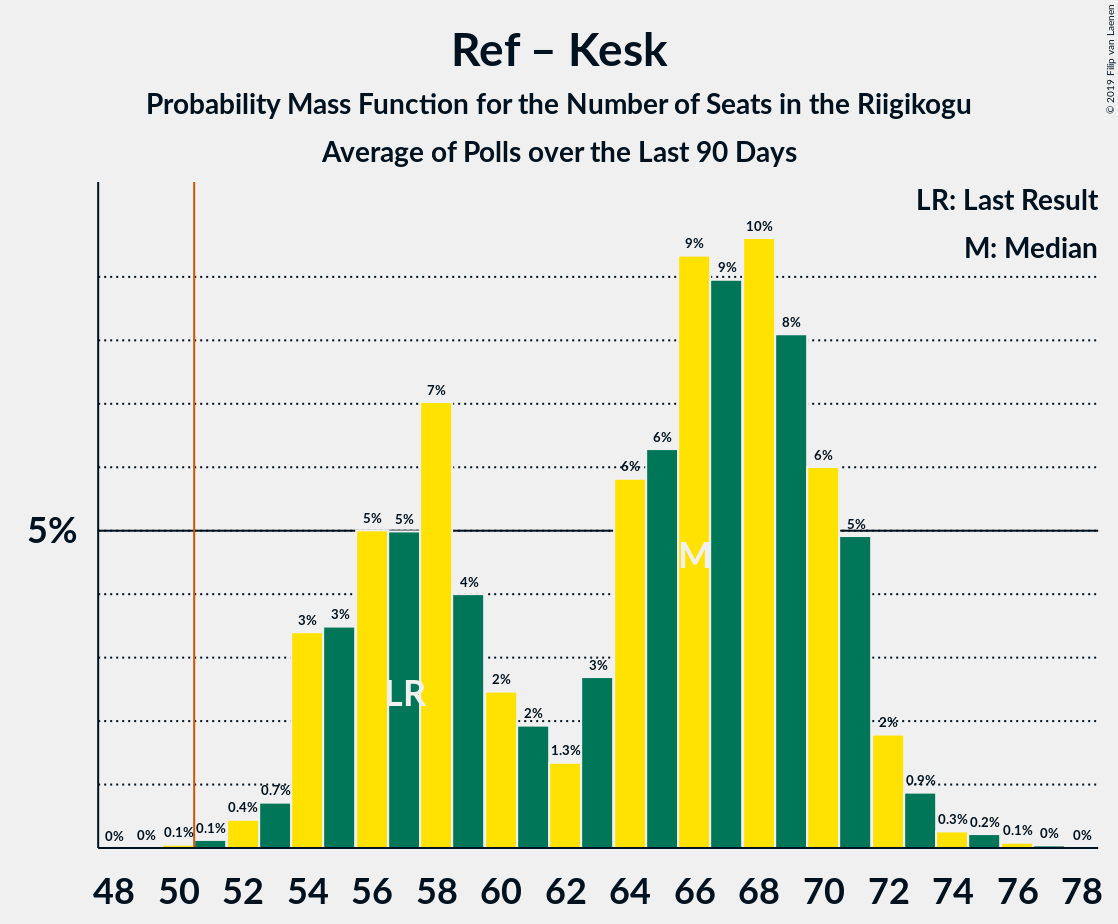 Ref – Kesk
Probability Mass Function for the Number of Seats in the Riigikogu
Average of Polls over the Last 90 Days
© 2019 Filip van Laenen
LR: Last Result
M: Median
5%
0% 0% 0.1% 0.1% 0.4% 0.7% 3% 3% 5% 5% 7% 4% 2% 2% 1.3% 3% 6% 6% 9% 9% 10% 8% 6% 5% 2% 0.9% 0.3% 0.2% 0.1% 0% 0%
LR
M
48 50 52 54 56 58 60 62 64 66 68 70 72 74 76 78